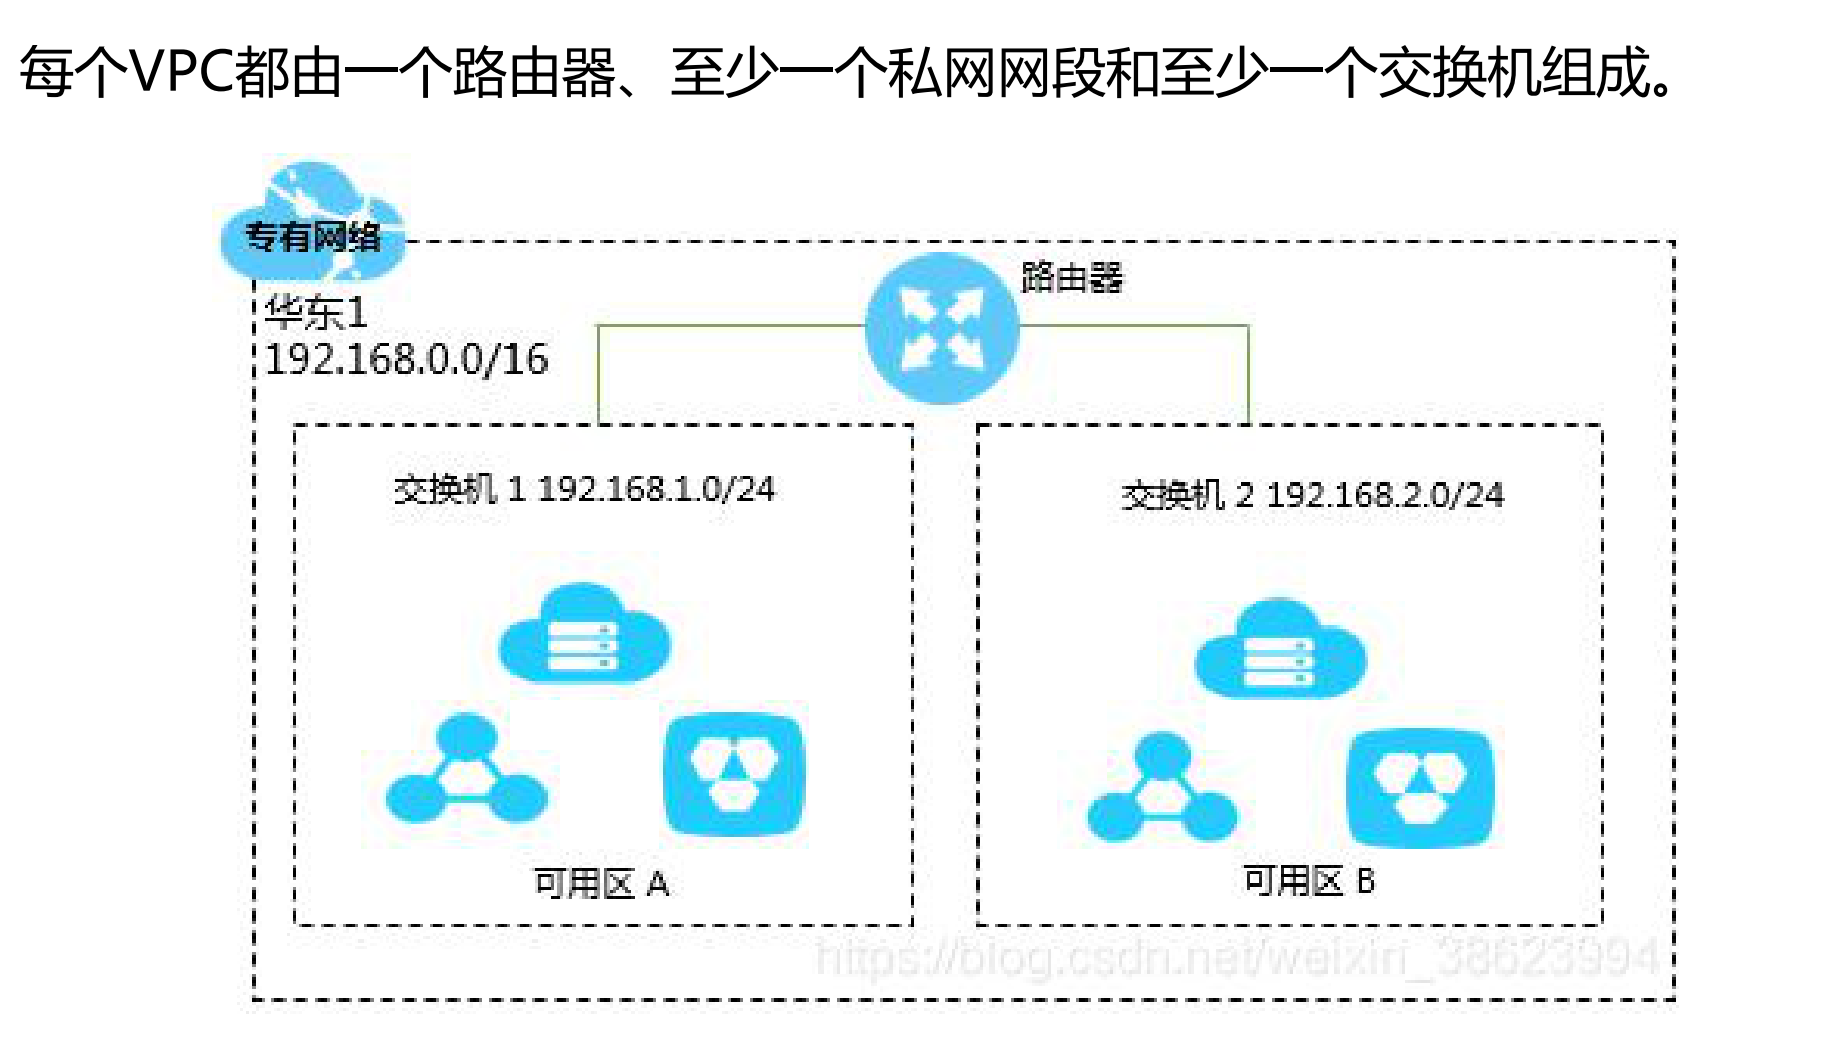 每个VPC都由一个路由器、至少一个私网网段和至少一个交换机组成。
专有网络
路由器
华东1
192.168.0.0/16
交换机 1 192.168.1.0/24
交换机 2 192.168.2.0/24
可用区 A
可用区 B
https://blog.csdn.net/weixin_38623994